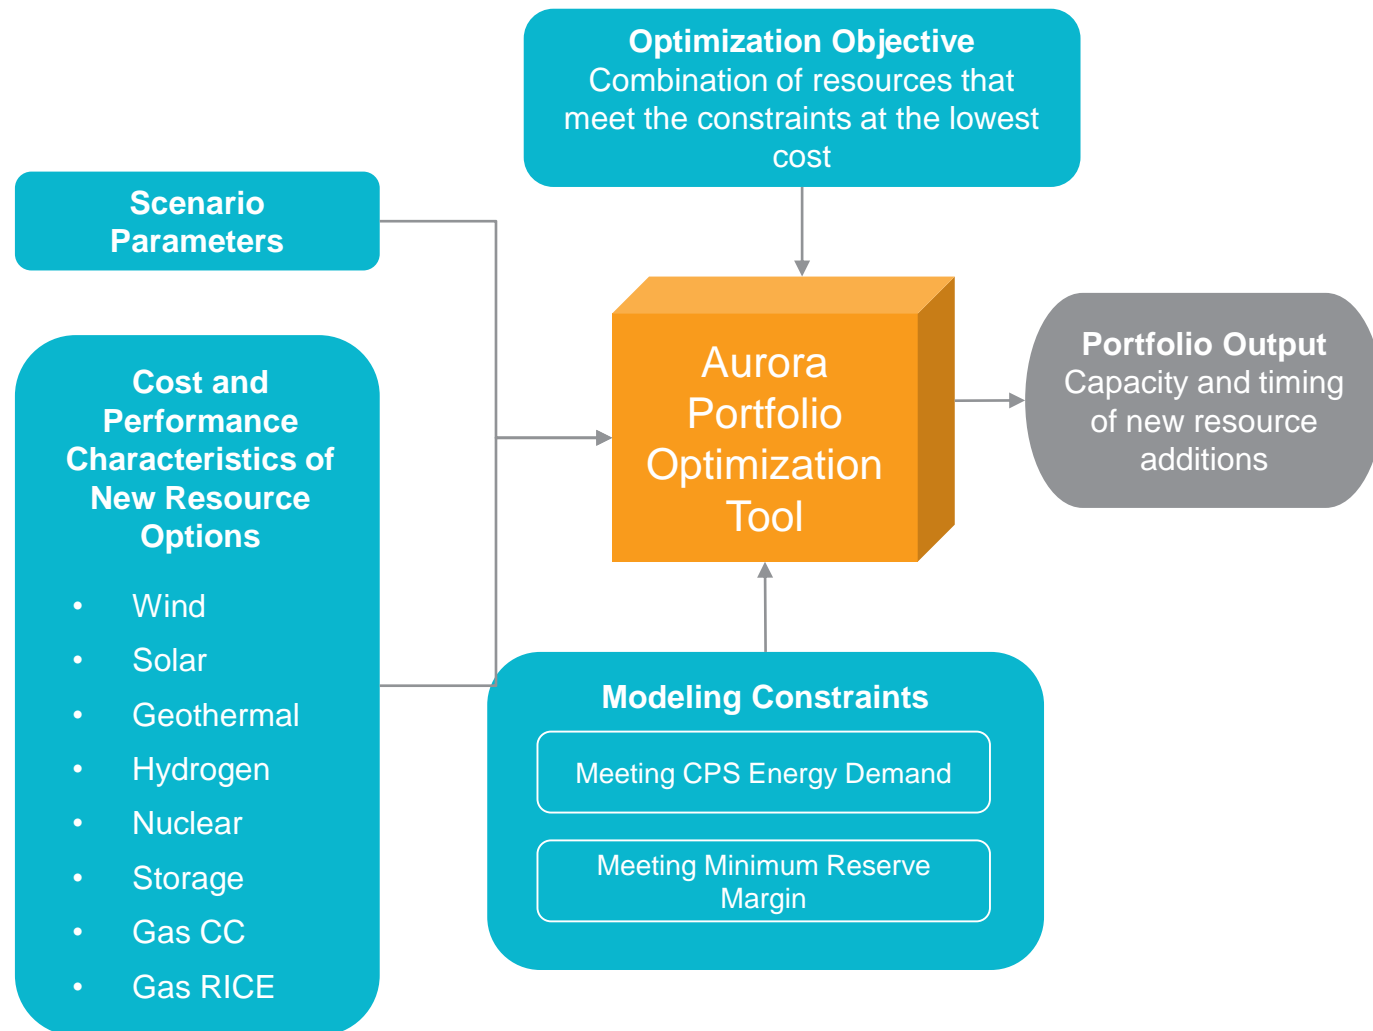 Optimization Objective
Combination of resources that
meet the constraints at the lowest
cost
Scenario
Parameters
Cost and
Performance
Characteristics of
New Resource
Options
• Wind
• Solar
• Geothermal
• Hydrogen
• Nuclear
• Storage
• Gas CC
• Gas RICE
Aurora
Portfolio
Optimization
Tool
Modeling Constraints
Meeting CPS Energy Demand
Meeting Minimum Reserve
Margin
Portfolio Output
Capacity and timing
of new resource
additions